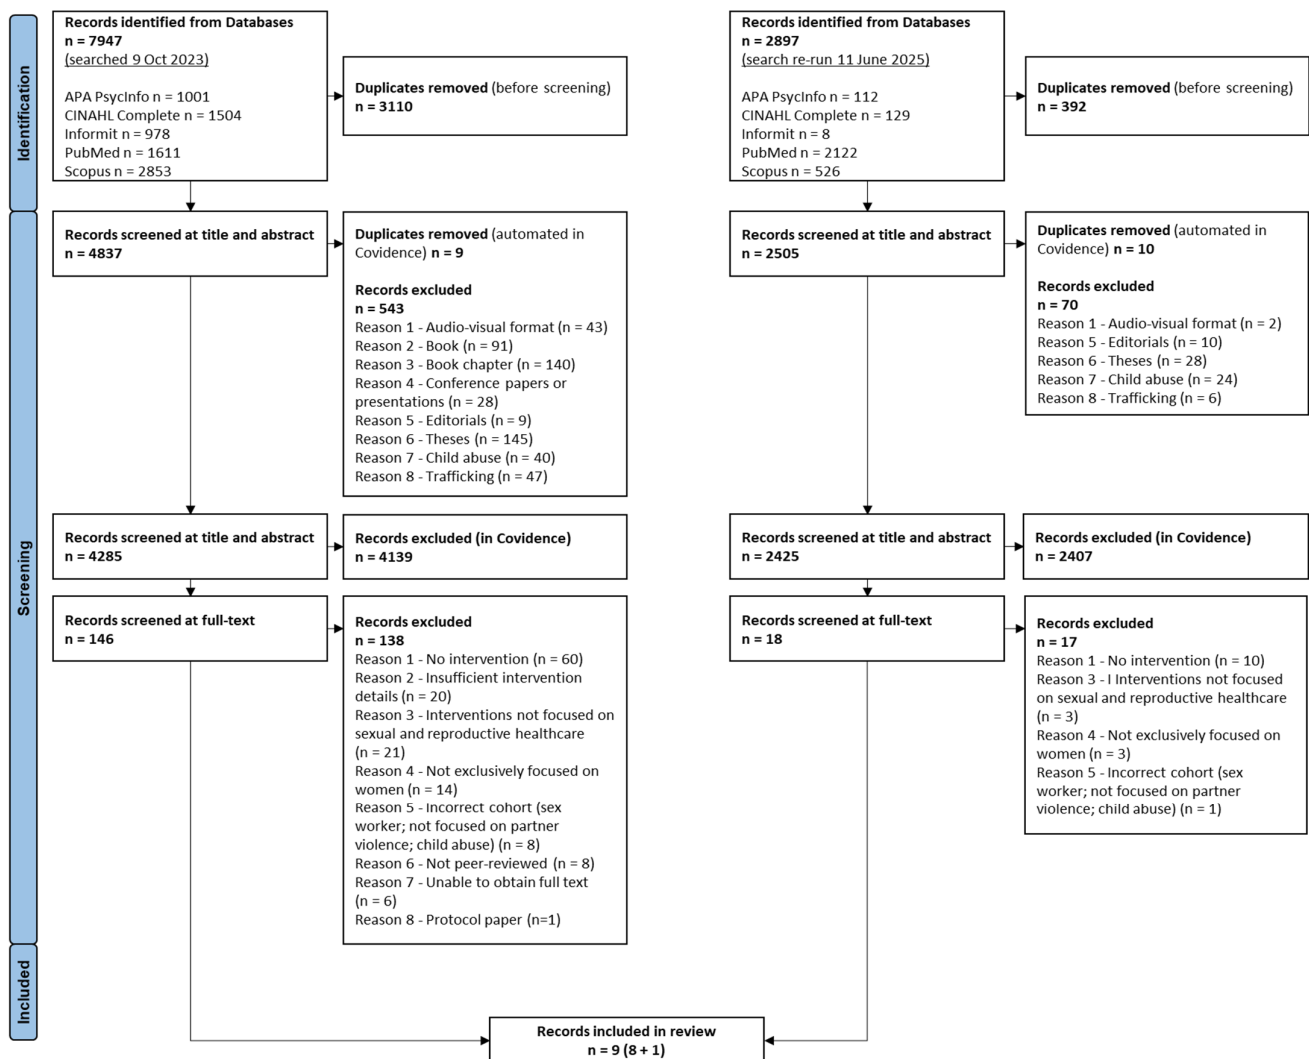 Identification
Records identified from Databases
n = 7947
(searched 9 Oct 2023)
APA PsycInfo n = 1001
CINAHL Complete n = 1504
Informit n = 978
PubMed n = 1611
Scopus n = 2853
Duplicates removed (before screening)
n = 3110
Records identified from Databases
n = 2897
(search re-run 11 June 2025)
APA PsycInfo n = 112
CINAHL Complete n = 129
Informit n = 8
PubMed n = 2122
Scopus n = 526
Duplicates removed (before screening)
n = 392
Screening
Records screened at title and abstract
n = 4837
Duplicates removed (automated in
Covidence) n = 9
Records excluded
n = 543
Reason 1 - Audio-visual format (n = 43)
Reason 2 - Book (n = 91)
Reason 3 - Book chapter (n = 140)
Reason 4 - Conference papers or
presentations (n = 28)
Reason 5 - Editorials (n = 9)
Reason 6 - Theses (n = 145)
Reason 7 - Child abuse (n = 40)
Reason 8 - Trafficking (n = 47)
Records screened at title and abstract
n = 2505
Duplicates removed (automated in
Covidence) n = 10
Records excluded
n = 70
Reason 1 - Audio-visual format (n = 2)
Reason 5 - Editorials (n = 10)
Reason 6 - Theses (n = 28)
Reason 7 - Child abuse (n = 24)
Reason 8 - Trafficking (n = 6)
Records screened at title and abstract
n = 4285
Records excluded (in Covidence)
n = 4139
Records screened at title and abstract
n = 2425
Records excluded (in Covidence)
n = 2407
Records screened at full-text
n = 146
Records excluded
n = 138
Reason 1 - No intervention (n = 60)
Reason 2 - Insufficient intervention
details (n = 20)
Reason 3 - Interventions not focused on
sexual and reproductive healthcare
(n = 21)
Reason 4 - Not exclusively focused on
women (n = 14)
Reason 5 - Incorrect cohort (sex
worker; not focused on partner
violence; child abuse) (n = 8)
Reason 6 - Not peer-reviewed (n = 8)
Reason 7 - Unable to obtain full text
(n = 6)
Reason 8 - Protocol paper (n=1)
Records screened at full-text
n = 18
Records excluded
n = 17
Reason 1 - No intervention (n = 10)
Reason 3 - I Interventions not focused
on sexual and reproductive healthcare
(n = 3)
Reason 4 - Not exclusively focused on
women (n = 3)
Reason 5 - Incorrect cohort (sex
worker; not focused on partner
violence; child abuse) (n = 1)
Included
Records included in review
n = 9 (8 + 1)